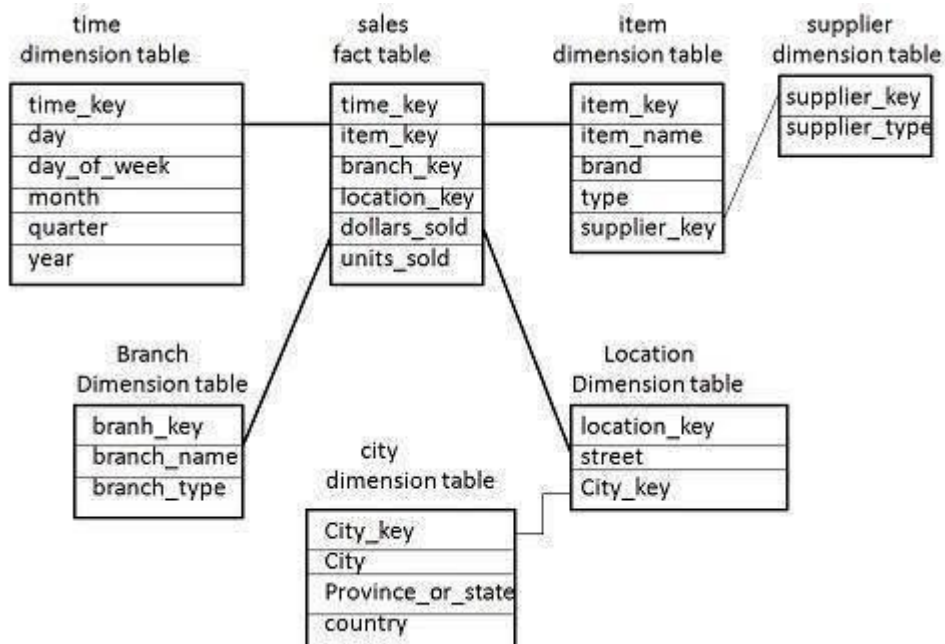 time
dimension table
time_key
day
day_of_week
month
quarter
year
sales
fact table
time_key
item_key
branch_key
location_key
dollars_sold
units_sold
item
dimension table
item_key
item_name
brand
type
supplier_key
supplier
dimension table
supplier_key
supplier_type
Branch
Dimension table
branh_key
branch_name
branch_type
city
dimension table
City_key
City
Province_or_state
country
Location
Dimension table
location_key
street
City_key